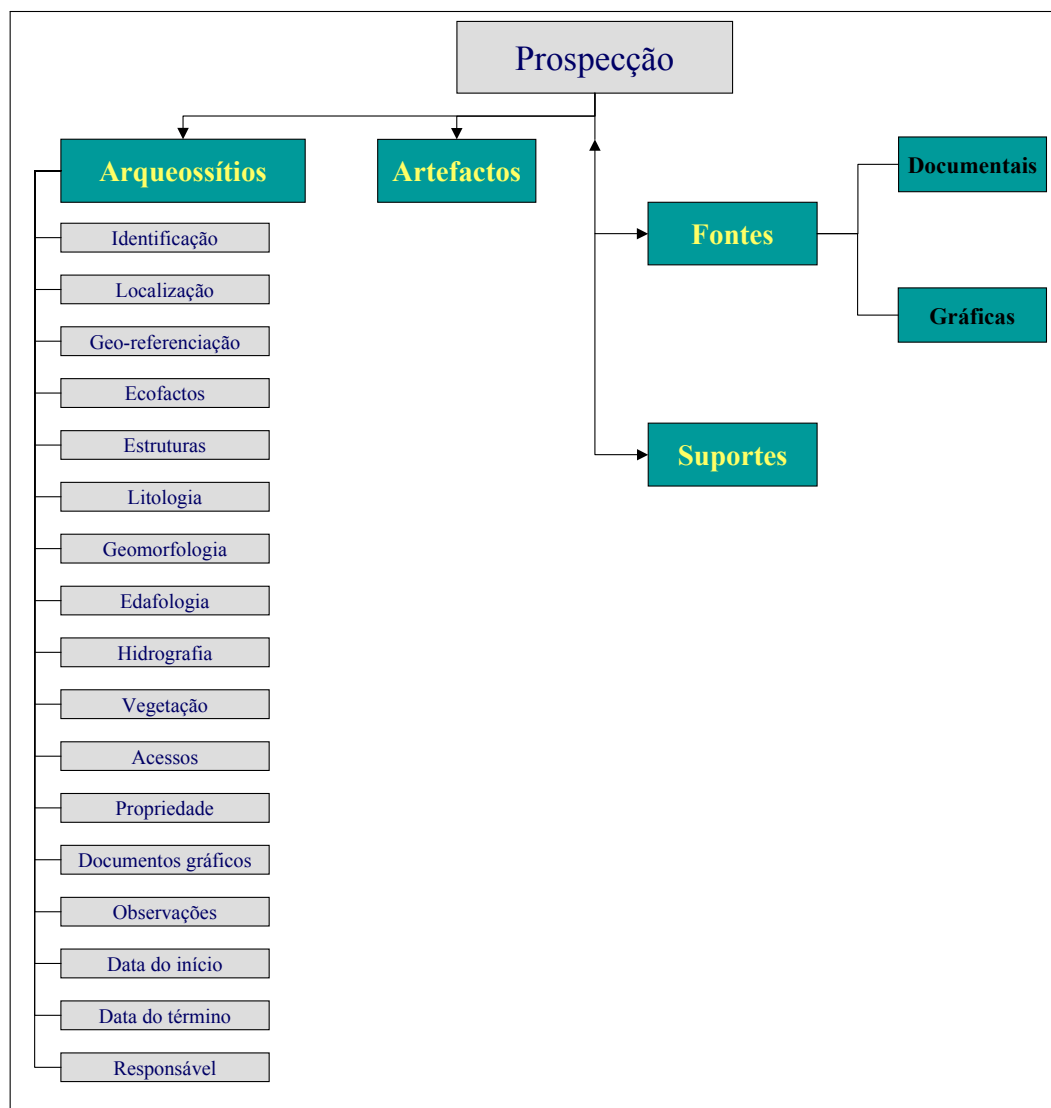 Prospecção
Arqueossítios
Artefactos
Documentais
Fontes
Gráficas
Suportes
Identificação
Localização
Geo-referenciação
Ecofactos
Estruturas
Litologia
Geomorfologia
Edafologia
Hidrografia
Vegetação
Acessos
Propriedade
Documentos gráficos
Observações
Data do início
Data do término
Responsável